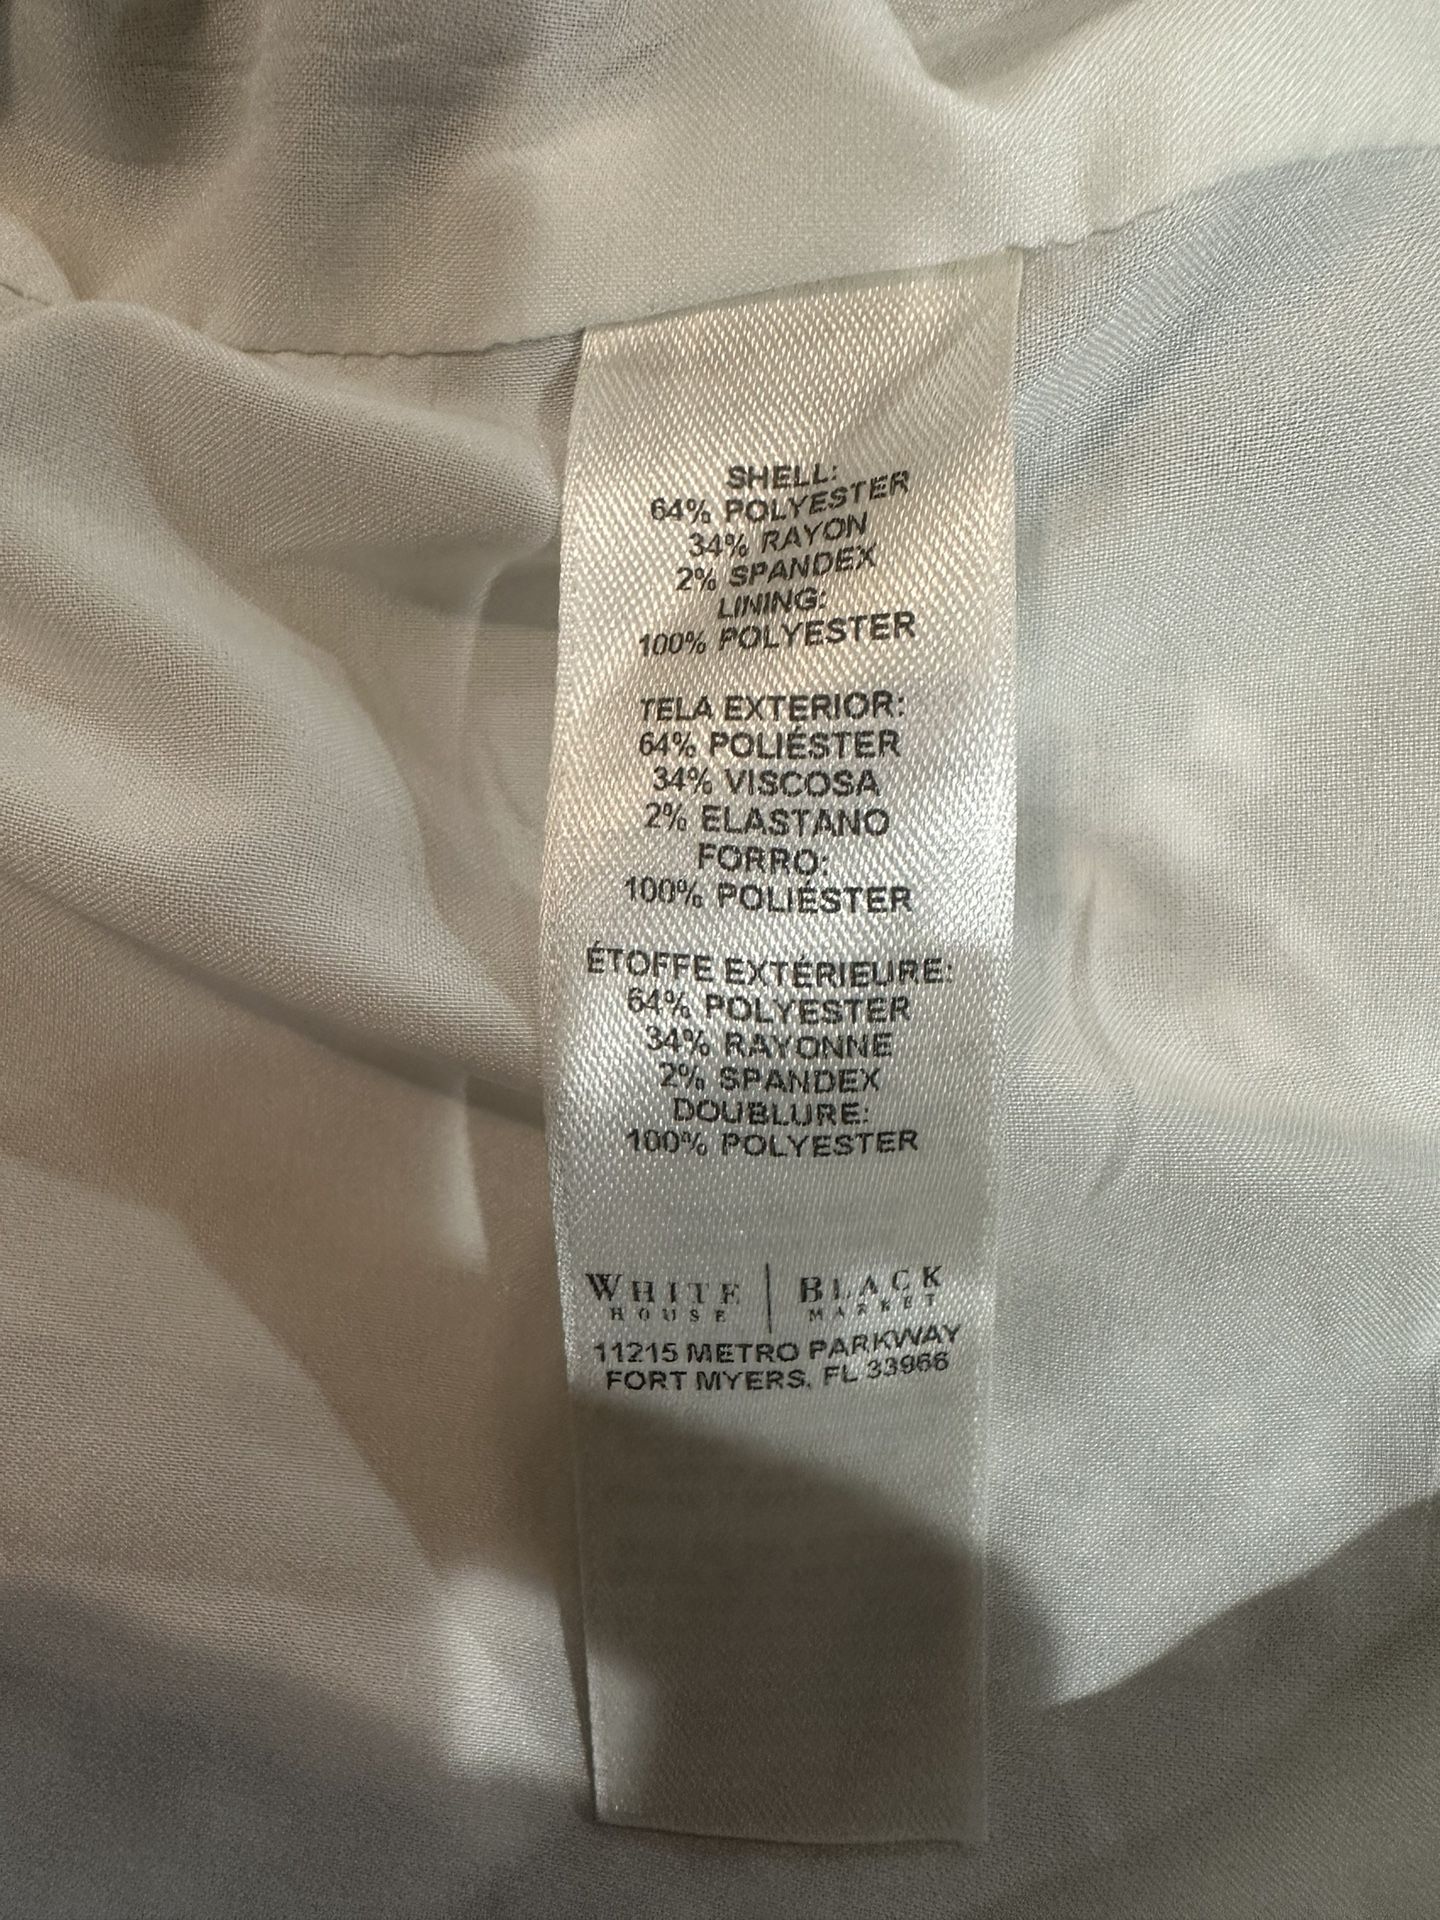 SHELL:
64% POLYESTER
34% RAYON
2% SPANDEX
LINING:
100% POLYESTER
TELA EXTERIOR:
64% POLIÉSTER
34% VISCOSA
2% ELASTANO
FORRO:
100% POLIÉSTER
ÉTOFFE EXTÉRIEURE:
64% POLYESTER
34% RAYONNE
2% SPANDEX
DOUBLURE:
100% POLYESTER
WHITE | BLACK
HOUSE MARKET
11215 METRO PARKWAY
FORT MYERS, FL 33966